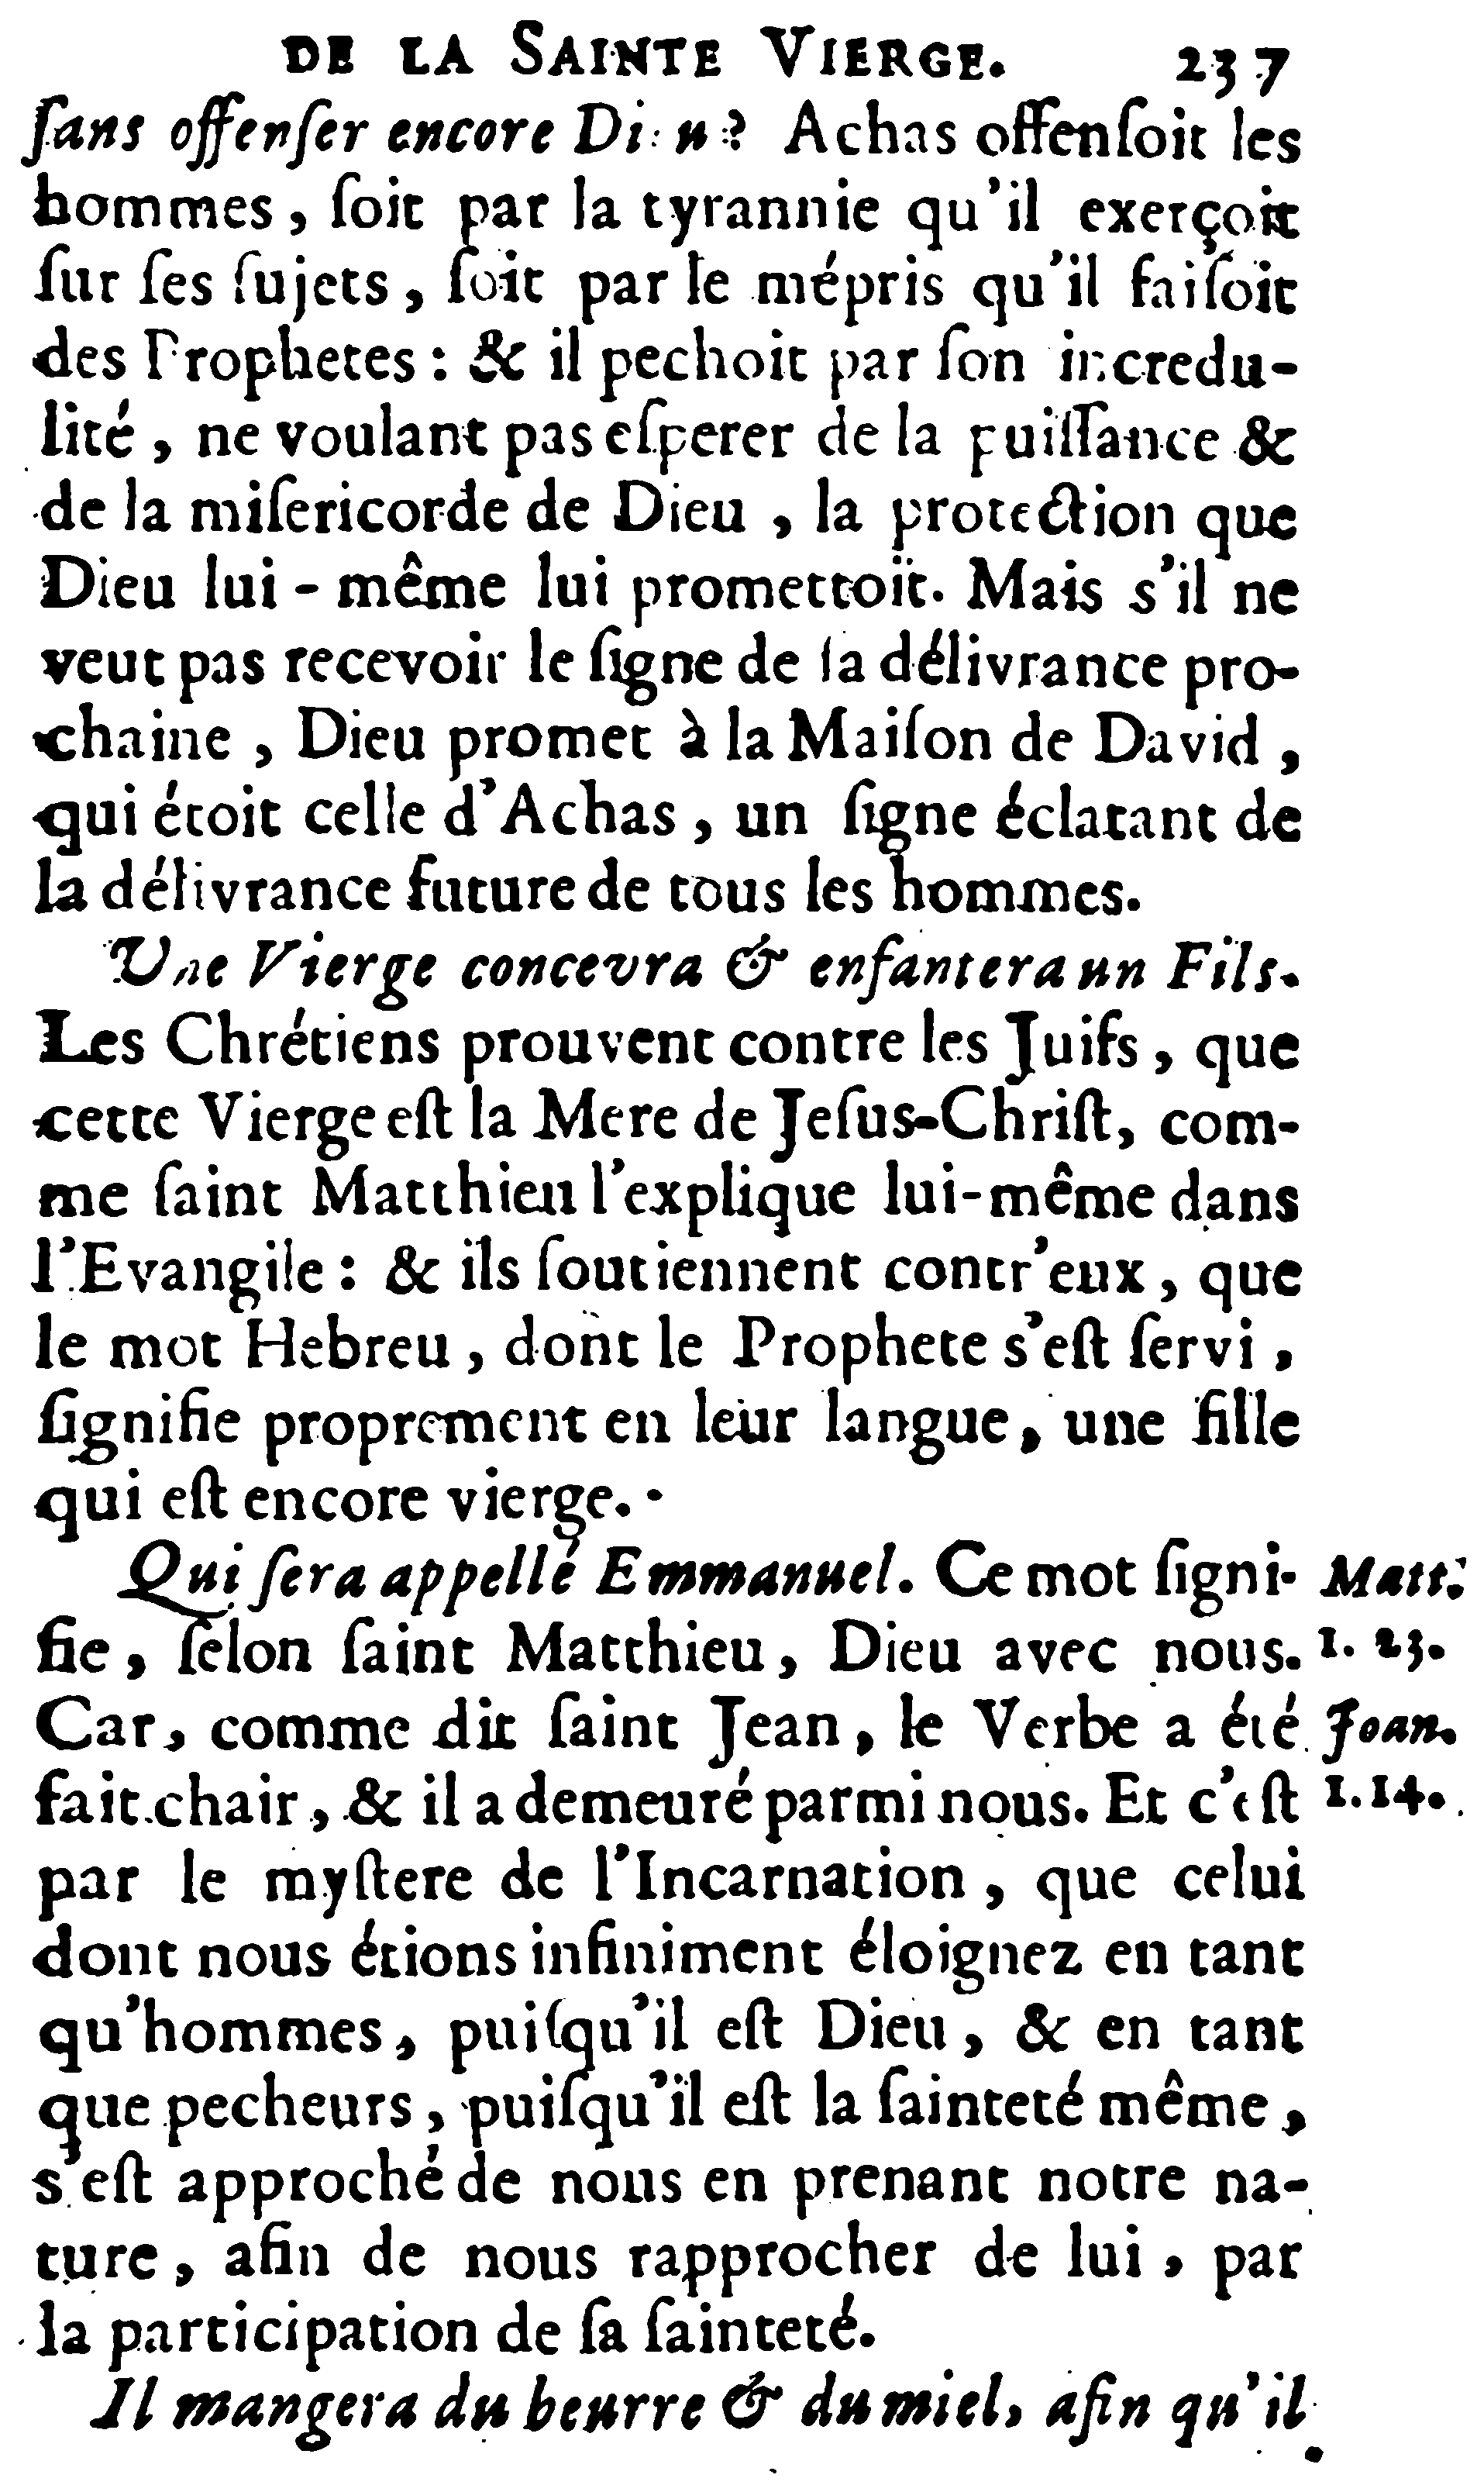 DE LA SAINTE VIERGE. 237
ſans offenſer encore Dieu? Achas offenſoit les
hommes, ſoit par la tyrannie qu'il exerçoit
ſur ſes ſujets, ſoit par le mépris qu'il faiſoit
des Prophetes: & il pechoit par ſon incredu-
lité, ne voulant pas eſperer de la puiſſance &
de la miſericorde de Dieu, la protection que
Dieu lui-même lui promettoit. Mais s'il ne
veut pas recevoir le ſigne de la délivrance pro-
chaine, Dieu promet à la Maiſon de David,
qui étoit celle d'Achas, un ſigne éclatant de
la délivrance future de tous les hommes.
Une Vierge concevra & enfantera un Fils.
Les Chrétiens prouvent contre les Juifs, que
cette Vierge eſt la Mere de Jeſus-Chriſt, com-
me ſaint Matthieu l'explique lui-même dans
l'Evangile: & ils ſoutiennent contr'eux, que
le mot Hebreu, dont le Prophete s'eſt ſervi,
ſignifie proprement en leur langue, une fille
qui eſt encore vierge.
Qui ſera appellé Emmanuel. Ce mot ſigni- Matt.
fie, ſelon ſaint Matthieu, Dieu avec nous. 1. 23.
Car, comme dit ſaint Jean, le Verbe a été Joan.
fait chair, & il a demeuré parmi nous. Et c'eſt 1. 14.
par le myſtere de l'Incarnation, que celui
dont nous étions infiniment éloignez en tant
qu'hommes, puiſqu'il eſt Dieu, & en tant
que pecheurs, puiſqu'il eſt la ſainteté même,
s'eſt approché de nous en prenant notre na-
ture, afin de nous rapprocher de lui, par
la participation de ſa ſainteté.
Il mangera du beurre & du miel, afin qu'il